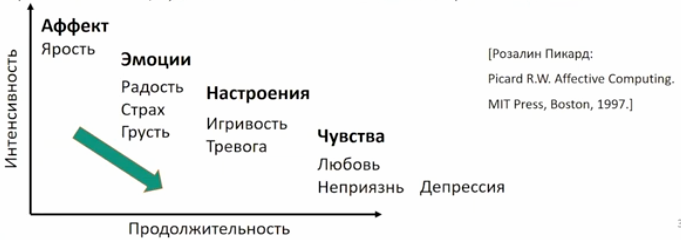 Аффект
Ярость
Эмоции
Радость
Страх
Грусть
Настроения
Игривость
Тревога
Чувства
Любовь
Неприязнь Депрессия
[Розалин Пикард:
Picard R.W. Affective Computing.
MIT Press, Boston, 1997.]
Интенсивность
Продолжительность